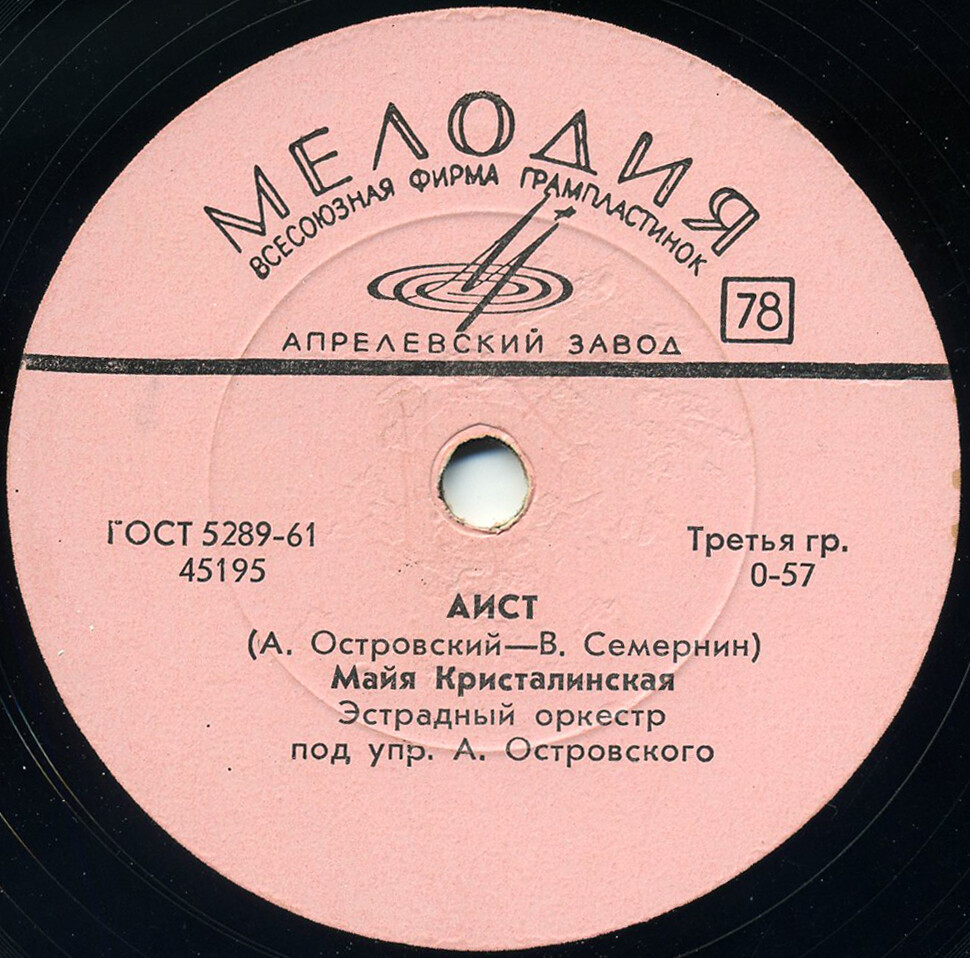 МЕЛОДИЯ
ВСЕСОЮЗНАЯ ФИРМА ГРАМПЛАСТИНОК
78
АПРЕЛЕВСКИЙ ЗАВОД
ГОСТ 5289-61
45195
Третья гр.
0-57
АИСТ
(А. Островский—В. Семернин)
Майя Кристалинская
Эстрадный оркестр
под упр. А. Островского